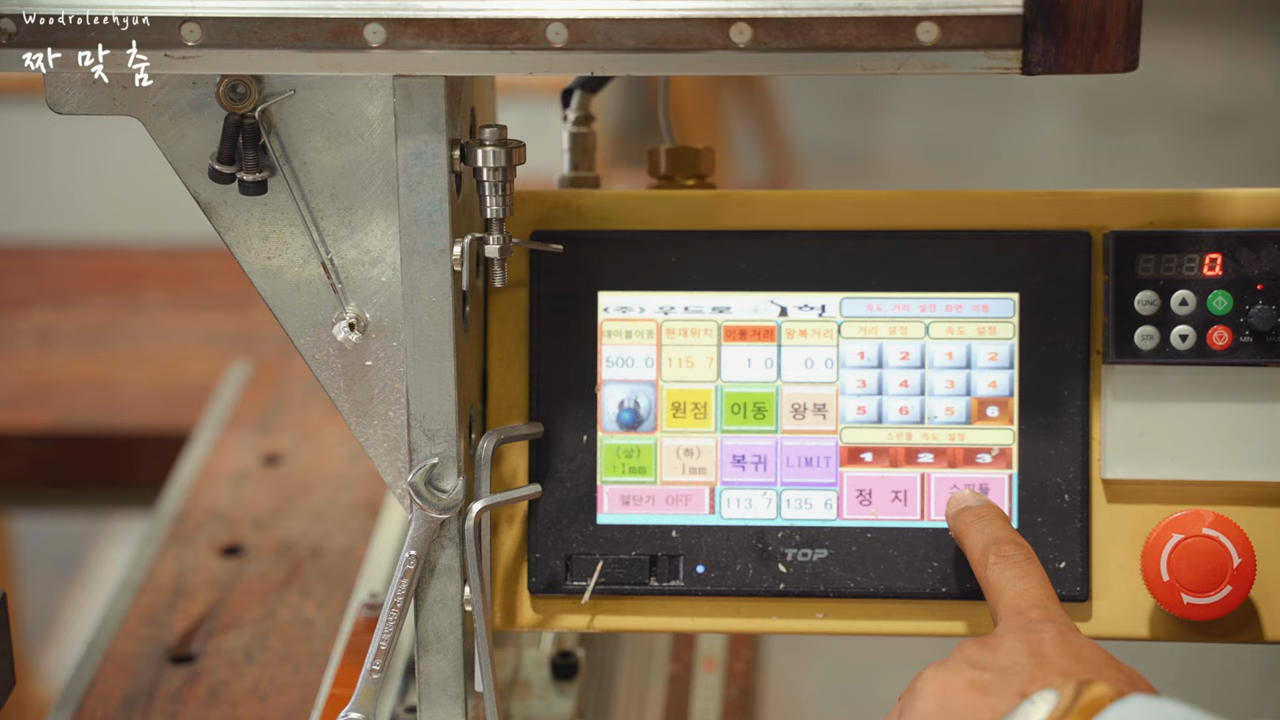 Woodroleehyun
짜 맞 춤
(주) 우드로 이현
속도, 거리 설정 화면 이동
테이블이동 현재위치 이동거리 왕복거리 거리 설정 속도 설정
500.0 115 7 1 0 0.0
1 2 1 2
3 4 3 4
5 6 5 6
원점 이동 왕복
스핀들 속도 설정
(상) +1mm (하) -1mm 복귀 LIMIT 1 2 3
절단기 OFF 113.7 135.6 정 지 스핀들
TOP
0.
FUNC
STR
MIN